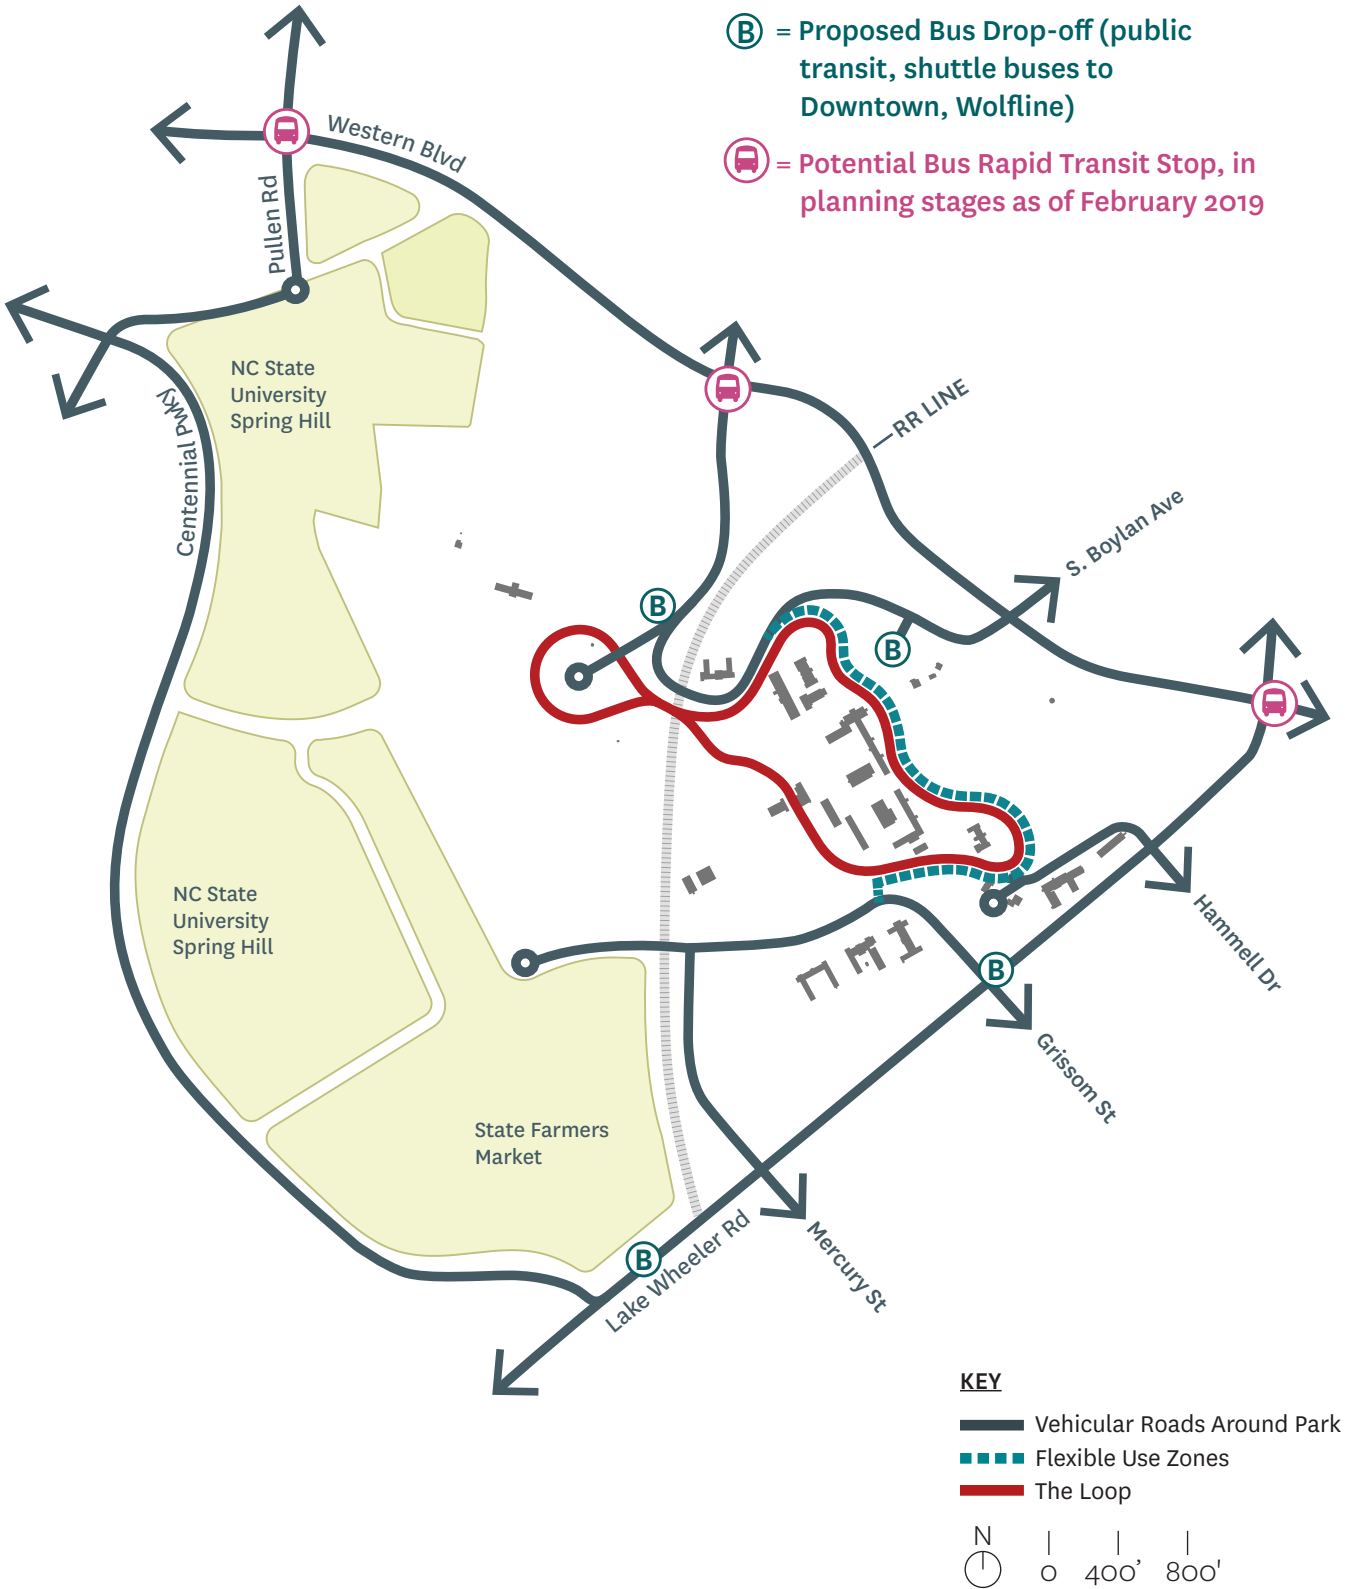 B = Proposed Bus Drop-off (public
transit, shuttle buses to
Downtown, Wolfline)
= Potential Bus Rapid Transit Stop, in
planning stages as of February 2019
Western Blvd
Pullen Rd
NC State
University
Spring Hill
Centennial Pwky
RR LINE
S. Boylan Ave
B
B
NC State
University
Spring Hill
Hammell Dr
B
Grissom St
State Farmers
Market
B
Lake Wheeler Rd
Mercury St
KEY
Vehicular Roads Around Park
Flexible Use Zones
The Loop
N
0 400' 800'